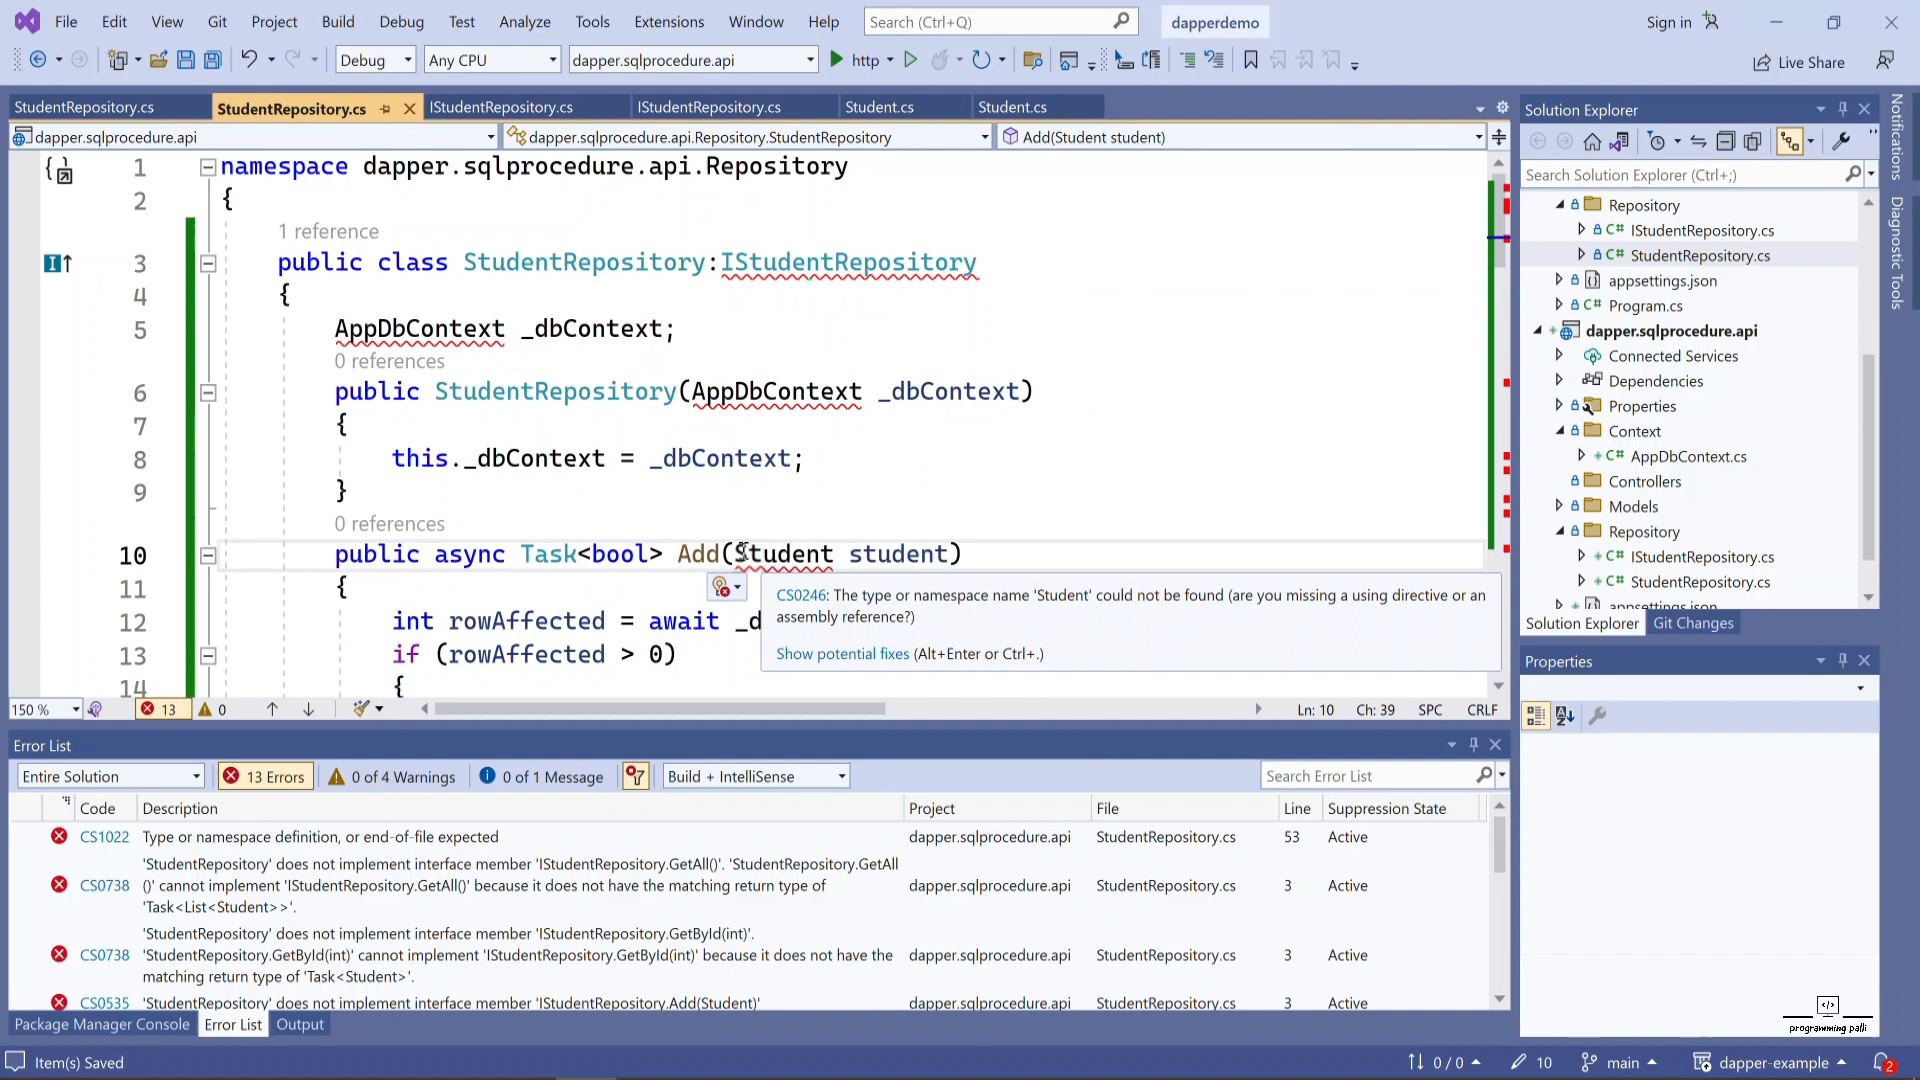 File Edit View Git Project Build Debug Test Analyze Tools Extensions Window Help Search (Ctrl+Q) dapperdemo Sign in
Debug Any CPU dapper.sqlprocedure.api http Live Share
StudentRepository.cs StudentRepository.cs IStudentRepository.cs IStudentRepository.cs Student.cs Student.cs
dapper.sqlprocedure.api dapper.sqlprocedure.api.Repository.StudentRepository Add(Student student)
1 namespace dapper.sqlprocedure.api.Repository
2 {
1 reference
3 public class StudentRepository:IStudentRepository
4 {
5 AppDbContext _dbContext;
0 references
6 public StudentRepository(AppDbContext _dbContext)
7 {
8 this._dbContext = _dbContext;
9 }
0 references
10 public async Task<bool> Add(Student student)
11 {
12 int rowAffected = await _d
13 if (rowAffected > 0)
14 {
CS0246: The type or namespace name 'Student' could not be found (are you missing a using directive or an
assembly reference?)
Show potential fixes (Alt+Enter or Ctrl+.)
150 % 13 0 Ln: 10 Ch: 39 SPC CRLF
Error List
Entire Solution 13 Errors 0 of 4 Warnings 0 of 1 Message Build + IntelliSense Search Error List
Code Description Project File Line Suppression State
CS1022 Type or namespace definition, or end-of-file expected dapper.sqlprocedure.api StudentRepository.cs 53 Active
'StudentRepository' does not implement interface member 'IStudentRepository.GetAll()'. 'StudentRepository.GetAll
CS0738 ()' cannot implement 'IStudentRepository.GetAll()' because it does not have the matching return type of dapper.sqlprocedure.api StudentRepository.cs 3 Active
'Task<List<Student>>'.
'StudentRepository' does not implement interface member 'IStudentRepository.GetById(int)'.
CS0738 'StudentRepository.GetById(int)' cannot implement 'IStudentRepository.GetById(int)' because it does not have the dapper.sqlprocedure.api StudentRepository.cs 3 Active
matching return type of 'Task<Student>'.
CS0535 'StudentRepository' does not implement interface member 'IStudentRepository.Add(Student)' dapper.sqlprocedure.api StudentRepository.cs 3 Active
Package Manager Console Error List Output
Solution Explorer
Search Solution Explorer (Ctrl+;)
Repository
C# IStudentRepository.cs
C# StudentRepository.cs
appsettings.json
C# Program.cs
dapper.sqlprocedure.api
Connected Services
Dependencies
Properties
Context
C# AppDbContext.cs
Controllers
Models
Repository
C# IStudentRepository.cs
C# StudentRepository.cs
appsettings.json
Solution Explorer Git Changes
Properties
Notifications
Diagnostic Tools
programming palli
Item(s) Saved 0 / 0 10 main dapper-example 2